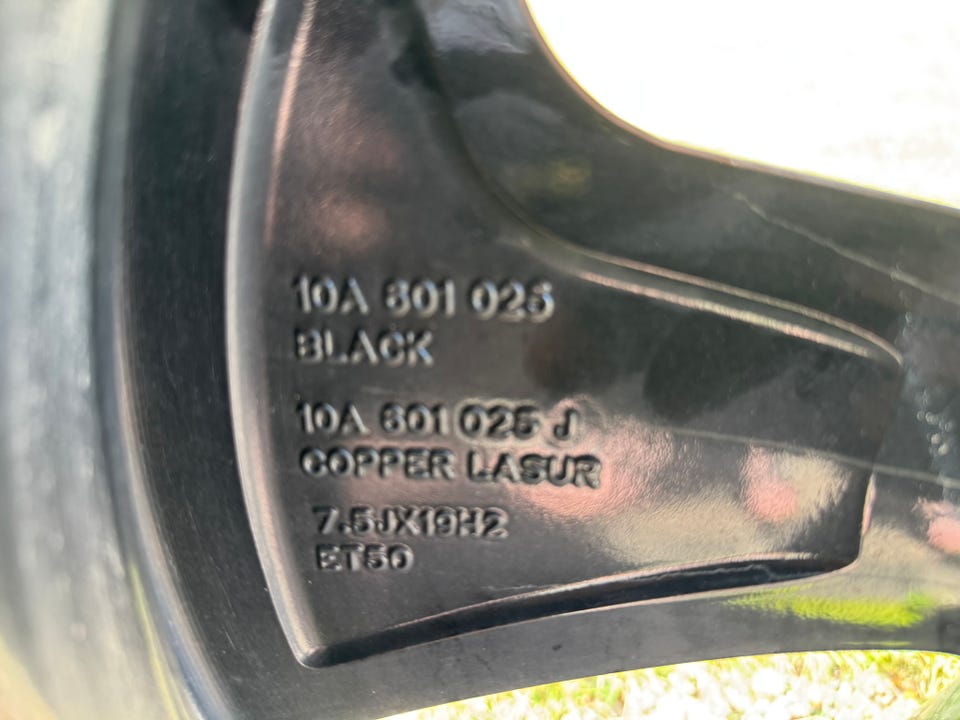 10A 601 025
BLACK
10A 601 025 J
COPPER LASUR
7.5JX19H2
ET50